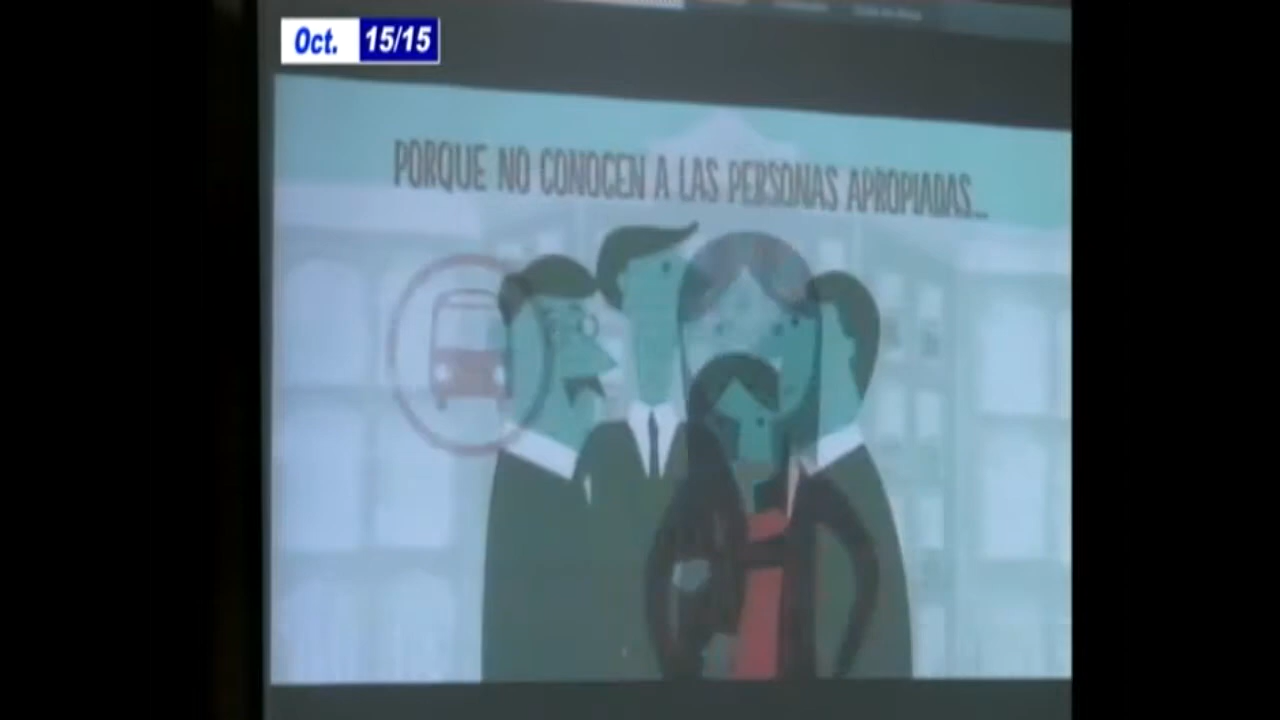 Oct. 15/15
PORQUE NO CONOCEN A LAS PERSONAS APROPIADAS...